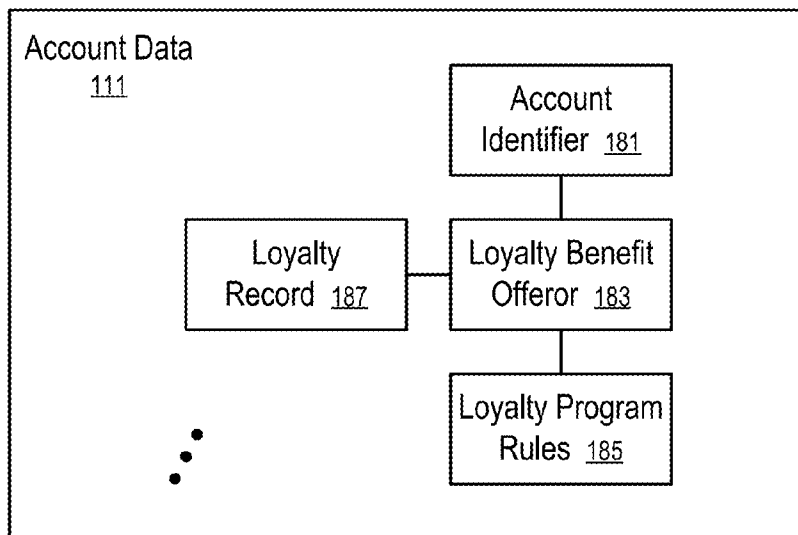 Account Data
111
Account
Identifier 181
Loyalty
Record 187
Loyalty Benefit
Offeror 183
Loyalty Program
Rules 185